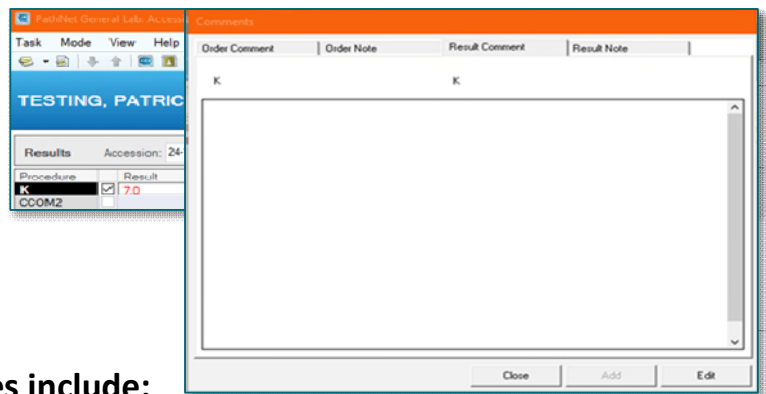 PathNet General Lab: Access
Task Mode View Help
TESTING, PATRIC
Results Accession: 24-
Procedure Result
K 7.0
CCOM2
Comments
Order Comment Order Note Result Comment Result Note
K K
Close Add Edit
es include: